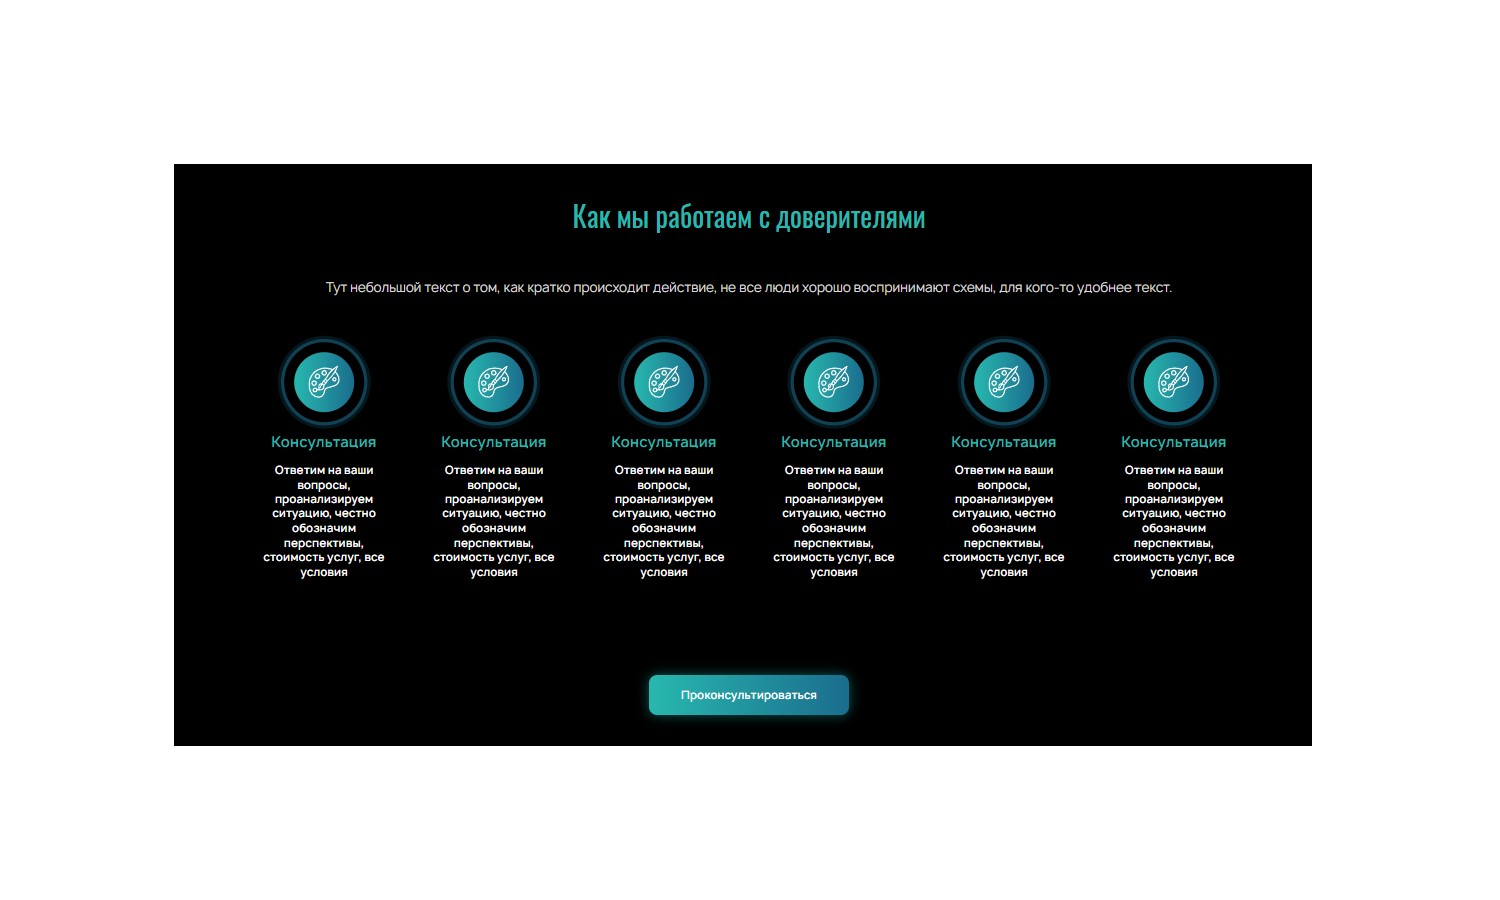 Как мы работаем с доверителями
Тут небольшой текст о том, как кратко происходит действие, не все люди хорошо воспринимают схемы, для кого-то удобнее текст.
Консультация
Ответим на ваши
вопросы,
проанализируем
ситуацию, честно
обозначим
перспективы,
стоимость услуг, все
условия
Консультация
Ответим на ваши
вопросы,
проанализируем
ситуацию, честно
обозначим
перспективы,
стоимость услуг, все
условия
Консультация
Ответим на ваши
вопросы,
проанализируем
ситуацию, честно
обозначим
перспективы,
стоимость услуг, все
условия
Консультация
Ответим на ваши
вопросы,
проанализируем
ситуацию, честно
обозначим
перспективы,
стоимость услуг, все
условия
Консультация
Ответим на ваши
вопросы,
проанализируем
ситуацию, честно
обозначим
перспективы,
стоимость услуг, все
условия
Консультация
Ответим на ваши
вопросы,
проанализируем
ситуацию, честно
обозначим
перспективы,
стоимость услуг, все
условия
Проконсультироваться